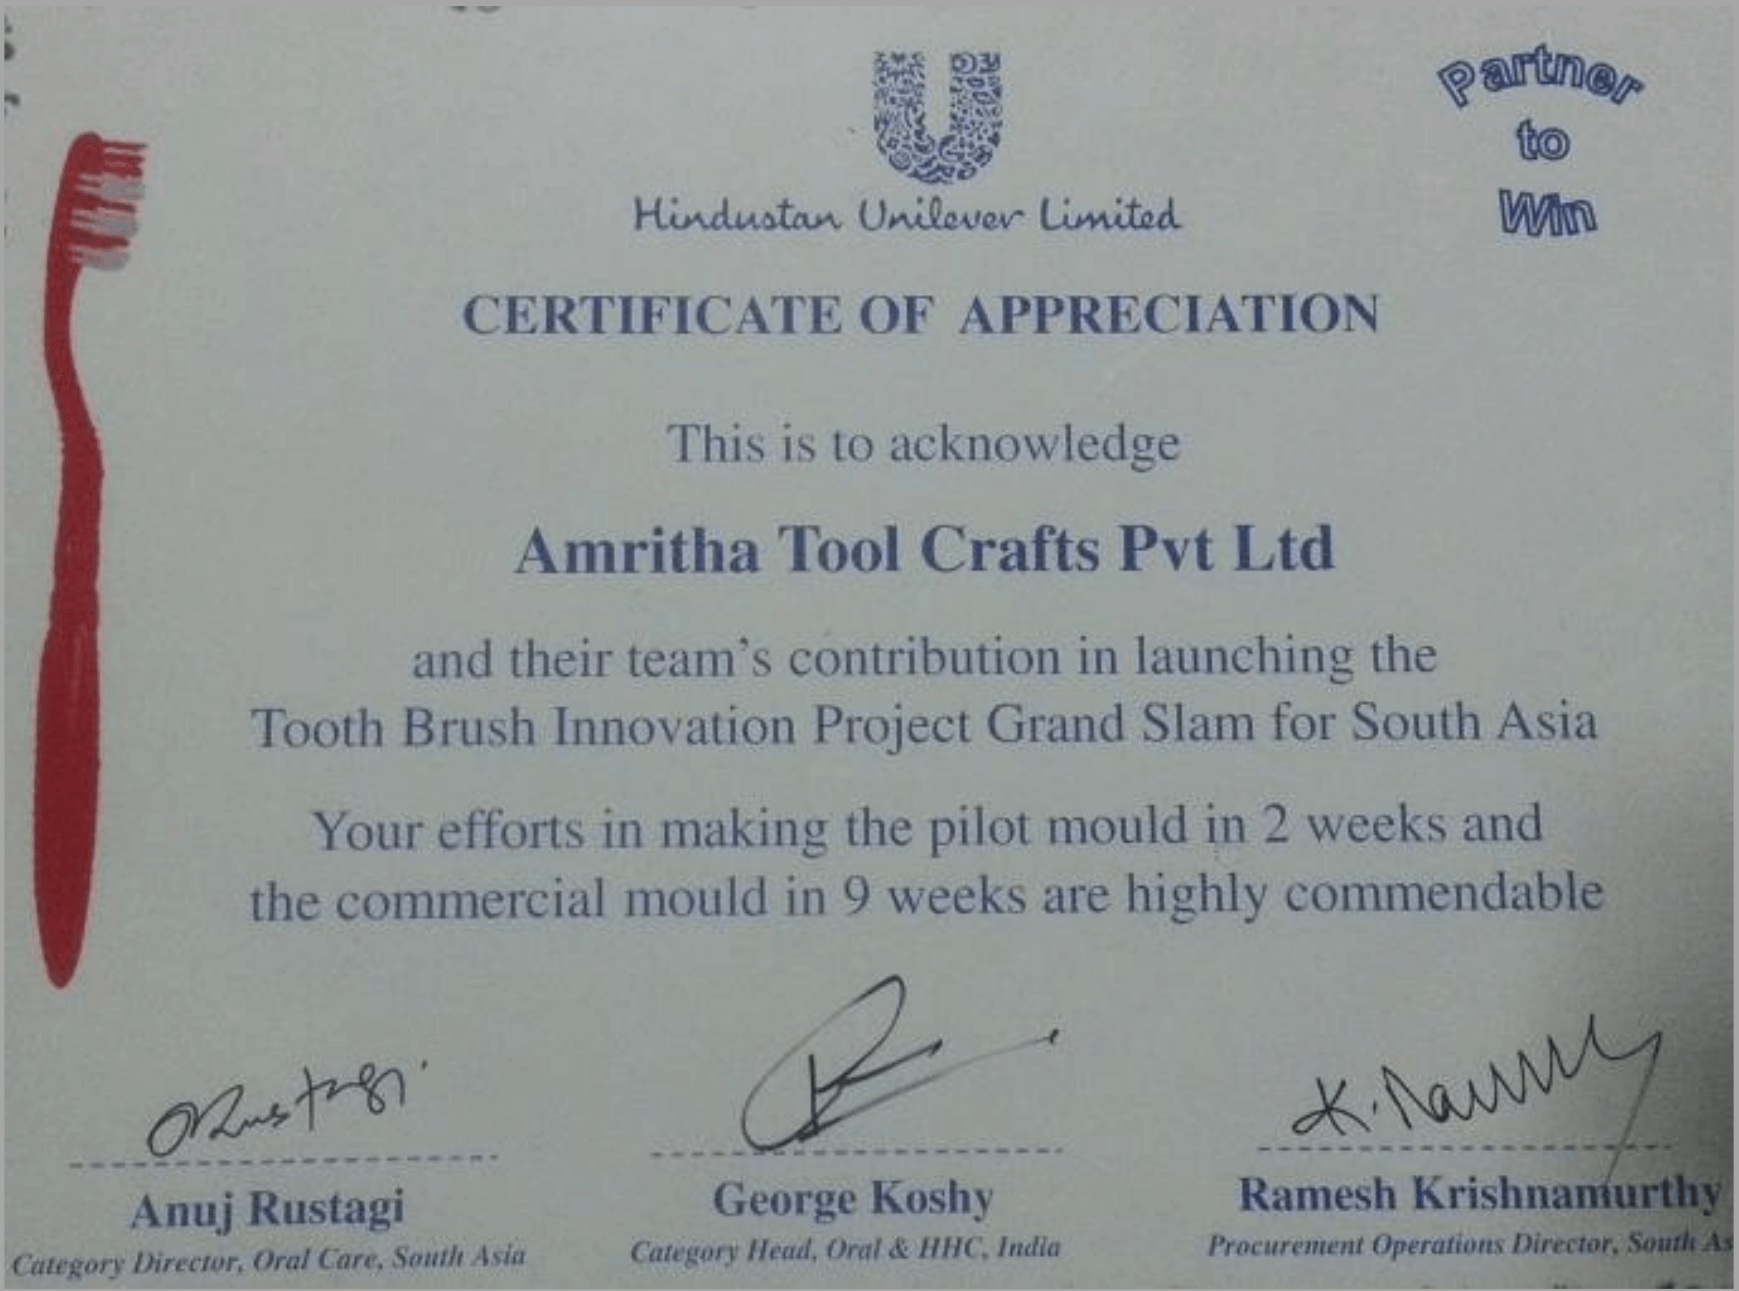 Partner
to
Win
Hindustan Unilever Limited
CERTIFICATE OF APPRECIATION
This is to acknowledge
Amritha Tool Crafts Pvt Ltd
and their team's contribution in launching the
Tooth Brush Innovation Project Grand Slam for South Asia
Your efforts in making the pilot mould in 2 weeks and
the commercial mould in 9 weeks are highly commendable
Anuj Rustagi
Category Director, Oral Care, South Asia
George Koshy
Category Head, Oral & HHC, India
Ramesh Krishnamurthy
Procurement Operations Director, South As